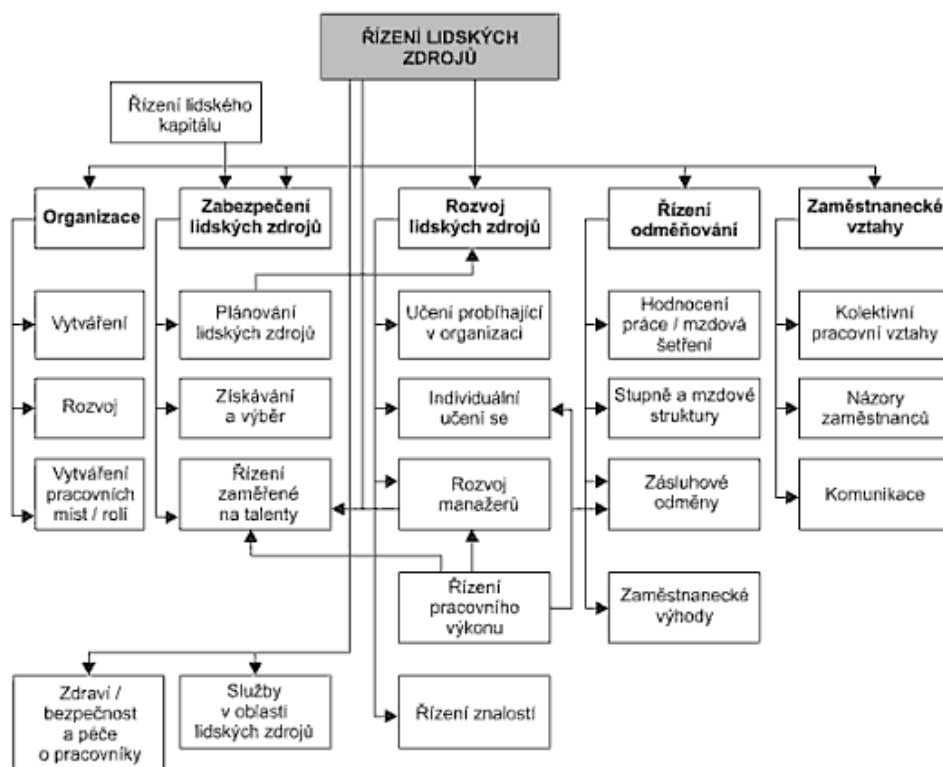 ŘÍZENÍ LIDSKÝCH
ZDROJŮ
Řízení lidského
kapitálu
Organizace
Zabezpečení
lidských zdrojů
Rozvoj
lidských zdrojů
Řízení
odměňování
Zaměstnanecké
vztahy
Vytváření
Plánování
lidských zdrojů
Učení probíhající
v organizaci
Hodnocení
práce / mzdová
šetření
Kolektivní
pracovní vztahy
Rozvoj
Získávání
a výběr
Individuální
učení se
Stupně a mzdové
struktury
Názory
zaměstnanců
Vytváření
pracovních
míst / rolí
Řízení
zaměřené
na talenty
Rozvoj
manažerů
Zásluhové
odměny
Komunikace
Řízení
pracovního
výkonu
Zaměstnanecké
výhody
Zdraví /
bezpečnost
a péče
o pracovníky
Služby
v oblasti
lidských zdrojů
Řízení znalostí